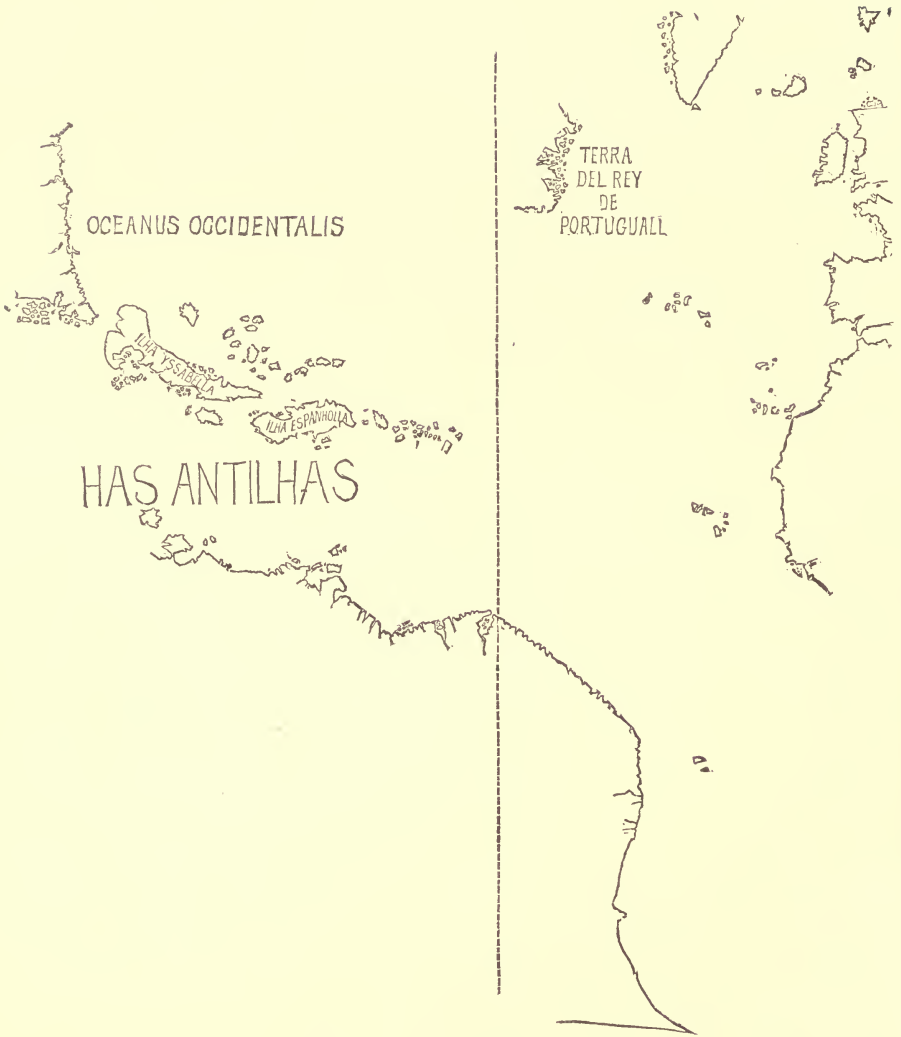 TERRA
DEL REY
DE
PORTUGUALL
OCEANUS OCCIDENTALIS
ILHA YSSABELLA
ILHA ESPANHOLLA
HAS ANTILHAS